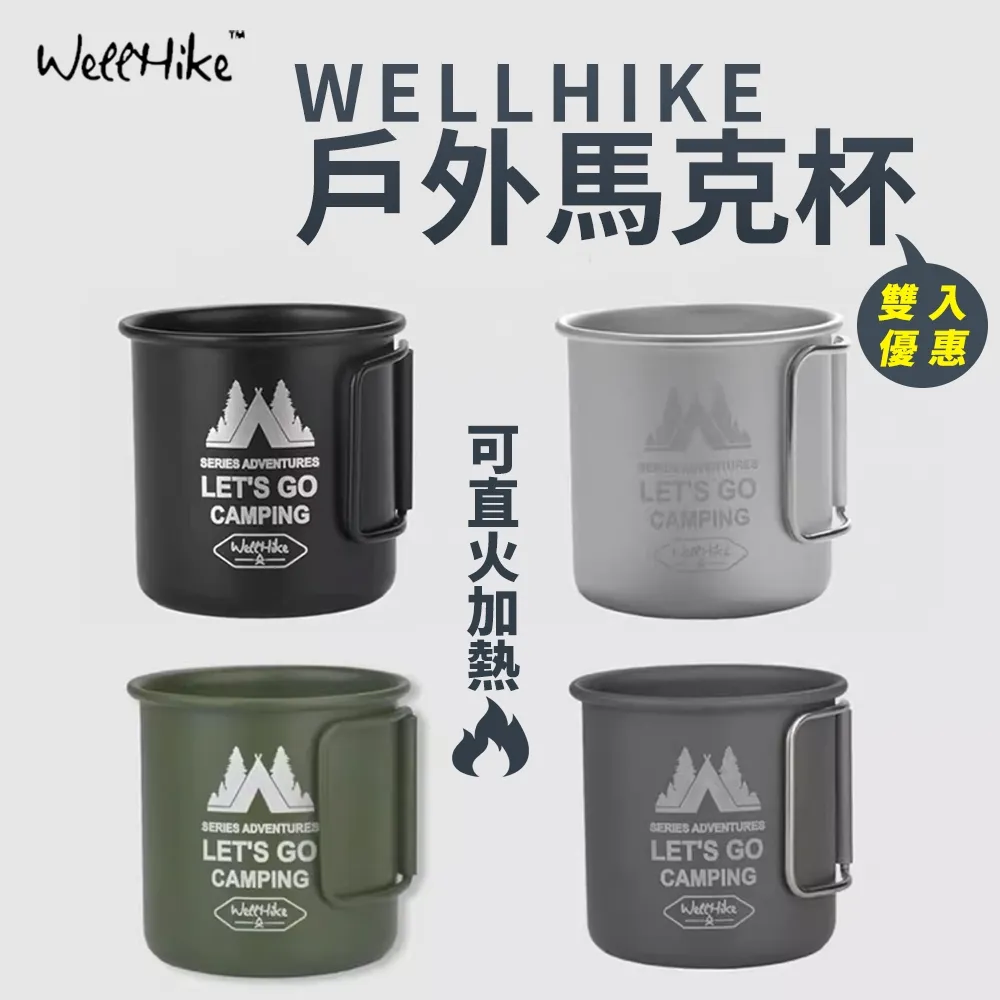 WellHike™
WELLHIKE
戶外馬克杯
雙入
優惠
可直火加熱
SERIES ADVENTURES
LET'S GO
CAMPING
WellHike
SERIES ADVENTURES
LET'S GO
CAMPING
WellHike
SERIES ADVENTURES
LET'S GO
CAMPING
WellHike
SERIES ADVENTURES
LET'S GO
CAMPING
WellHike